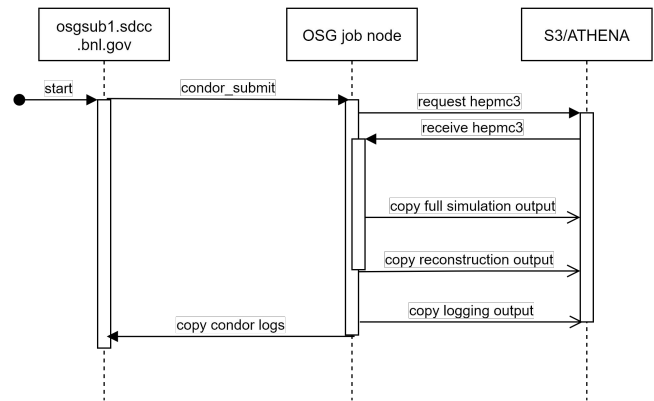 osgsub1.sdcc
.bnl.gov
OSG job node
S3/ATHENA
start
condor_submit
request hepmc3
receive hepmc3
copy full simulation output
copy reconstruction output
copy logging output
copy condor logs